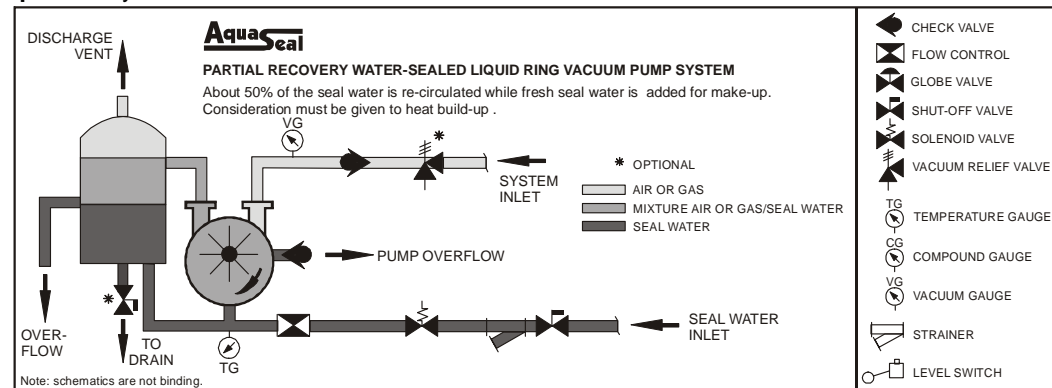 DISCHARGE
VENT
AquaSeal
PARTIAL RECOVERY WATER-SEALED LIQUID RING VACUUM PUMP SYSTEM
About 50% of the seal water is re-circulated while fresh seal water is added for make-up.
Consideration must be given to heat build-up .
VG
*
SYSTEM
INLET
* OPTIONAL
AIR OR GAS
MIXTURE AIR OR GAS/SEAL WATER
SEAL WATER
PUMP OVERFLOW
*
OVER-
FLOW
TO
DRAIN
TG
SEAL WATER
INLET
Note: schematics are not binding.
CHECK VALVE
FLOW CONTROL
GLOBE VALVE
SHUT-OFF VALVE
SOLENOID VALVE
VACUUM RELIEF VALVE
TG
TEMPERATURE GAUGE
CG
COMPOUND GAUGE
VG
VACUUM GAUGE
STRAINER
LEVEL SWITCH